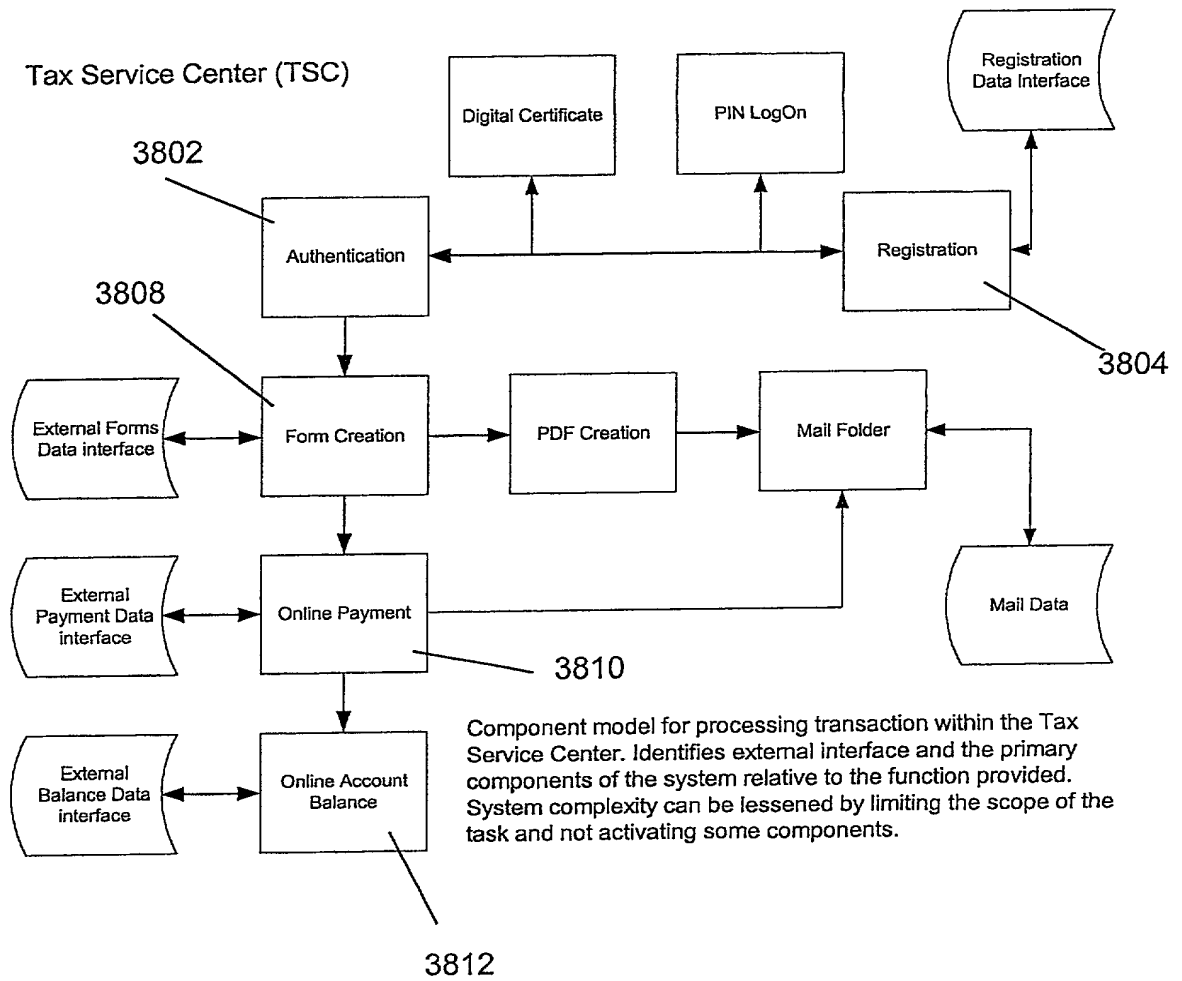 Tax Service Center (TSC)
Digital Certificate
PIN LogOn
Registration
Data Interface
3802
Authentication
Registration
3804
3808
External Forms
Data interface
Form Creation
PDF Creation
Mail Folder
External
Payment Data
interface
Online Payment
3810
Mail Data
External
Balance Data
interface
Online Account
Balance
3812
Component model for processing transaction within the Tax
Service Center. Identifies external interface and the primary
components of the system relative to the function provided.
System complexity can be lessened by limiting the scope of the
task and not activating some components.